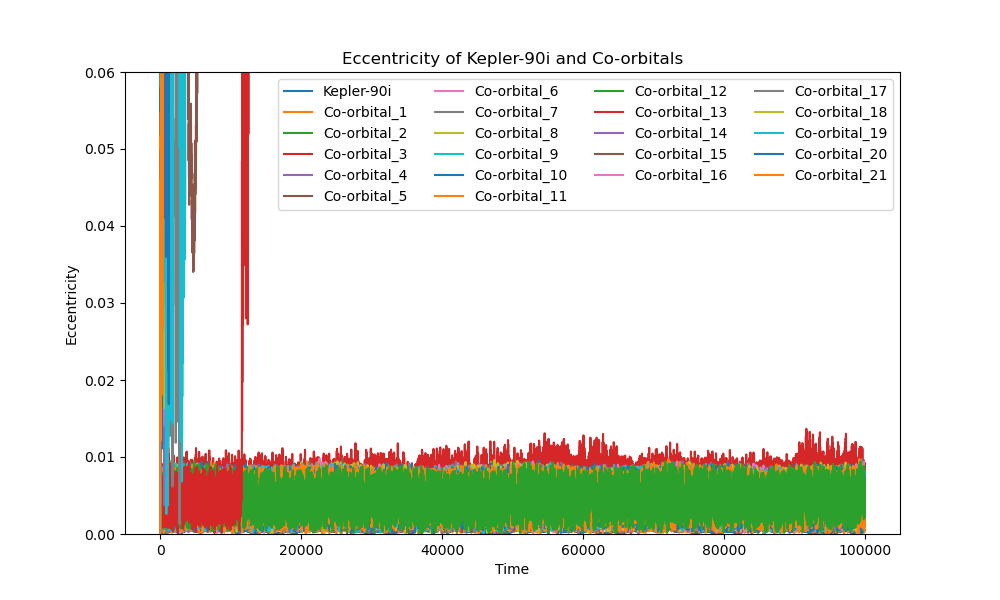 Eccentricity of Kepler-90i and Co-orbitals
Kepler-90i
Co-orbital_1
Co-orbital_2
Co-orbital_3
Co-orbital_4
Co-orbital_5
Co-orbital_6
Co-orbital_7
Co-orbital_8
Co-orbital_9
Co-orbital_10
Co-orbital_11
Co-orbital_12
Co-orbital_13
Co-orbital_14
Co-orbital_15
Co-orbital_16
Co-orbital_17
Co-orbital_18
Co-orbital_19
Co-orbital_20
Co-orbital_21
Eccentricity
0.06
0.05
0.04
0.03
0.02
0.01
0.00
0
20000
40000
60000
80000
100000
Time